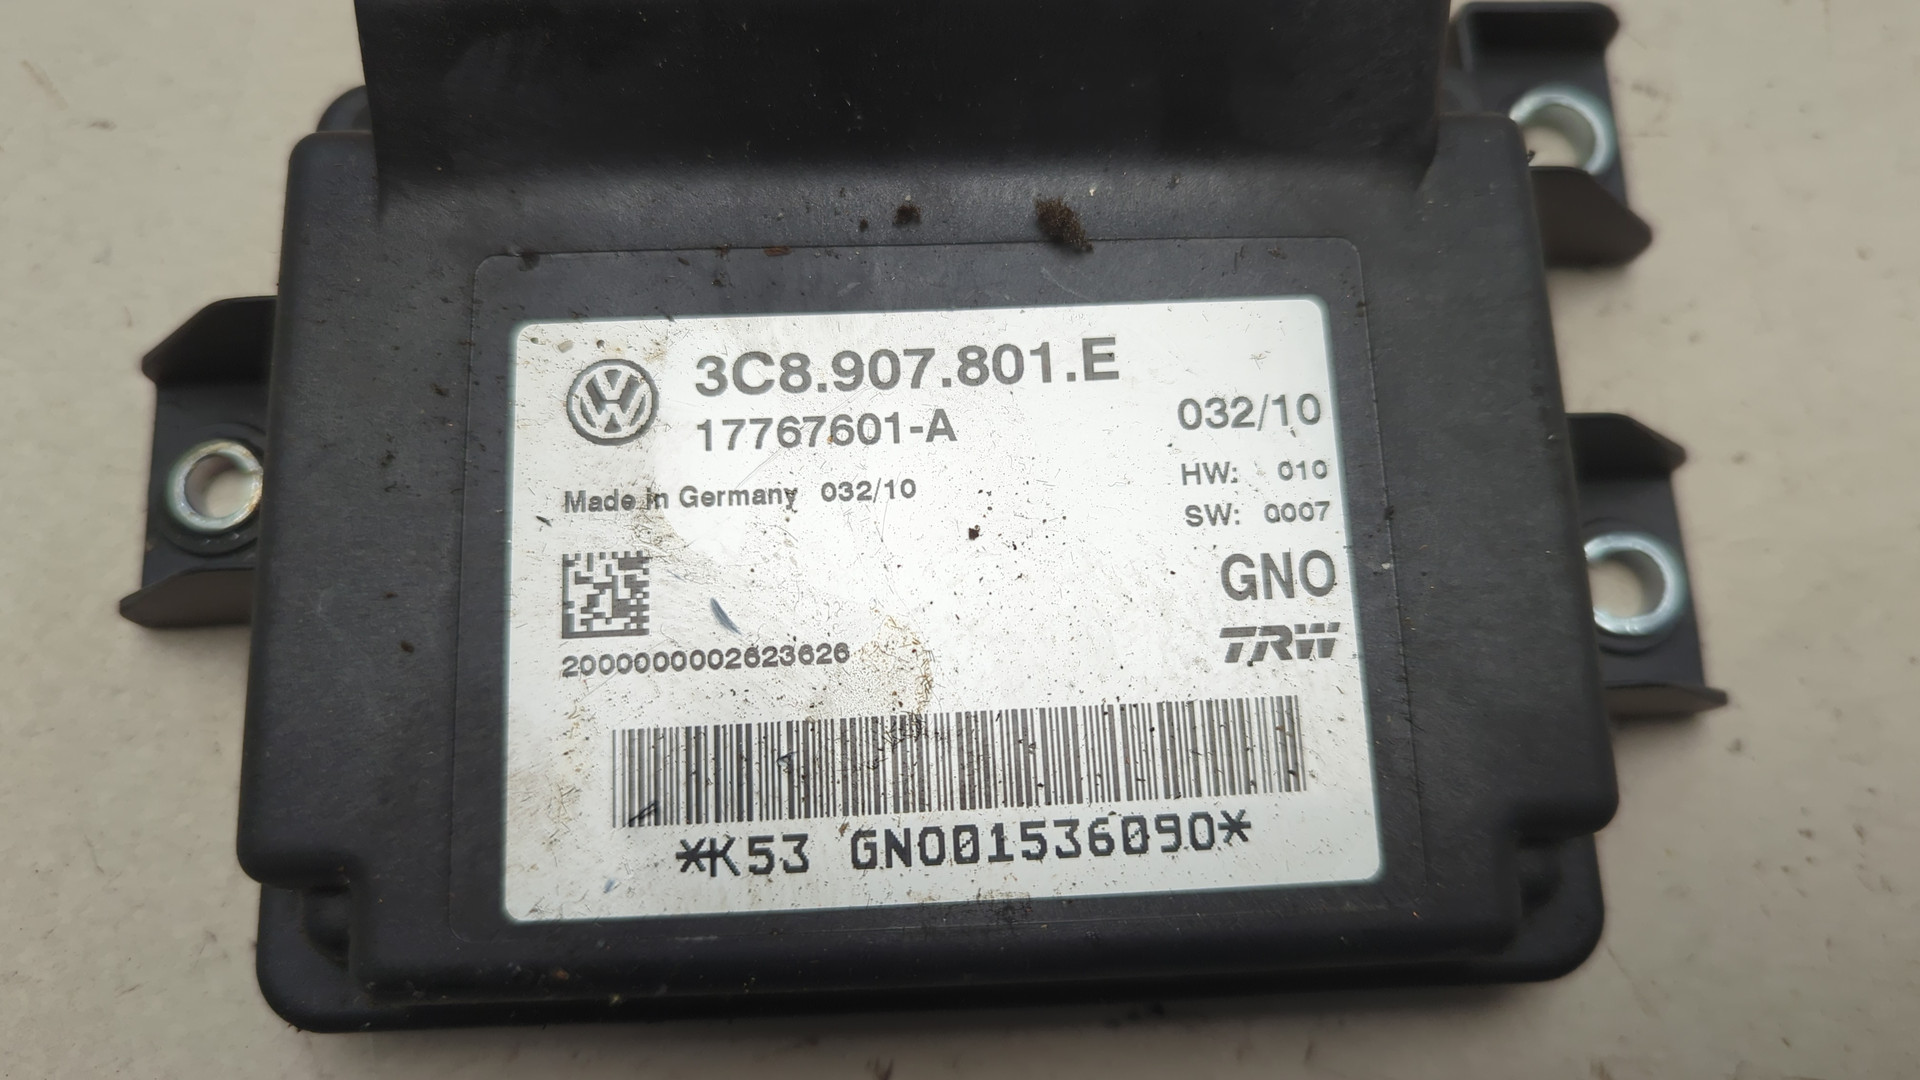 3C8.907.801.E
17767601-A
032/10
Made in Germany 032/10
HW: 010
SW: 0007
GNO
TRW
2000000002623626
*K53 GNO01536090*